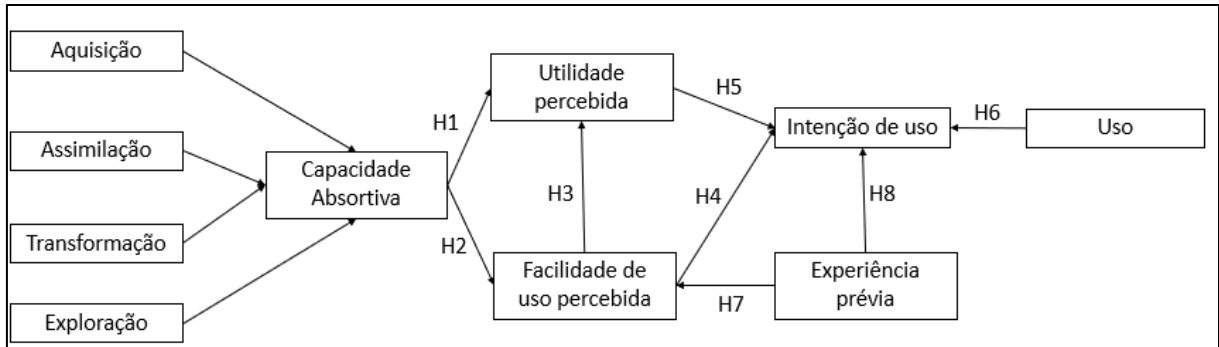 Aquisição
Assimilação
Transformação
Exploração
Capacidade
Absortiva
H1
H2
Utilidade
percebida
H3
Facilidade de
uso percebida
H5
H4
H7
Intenção de uso
H8
Experiência
prévia
H6
Uso